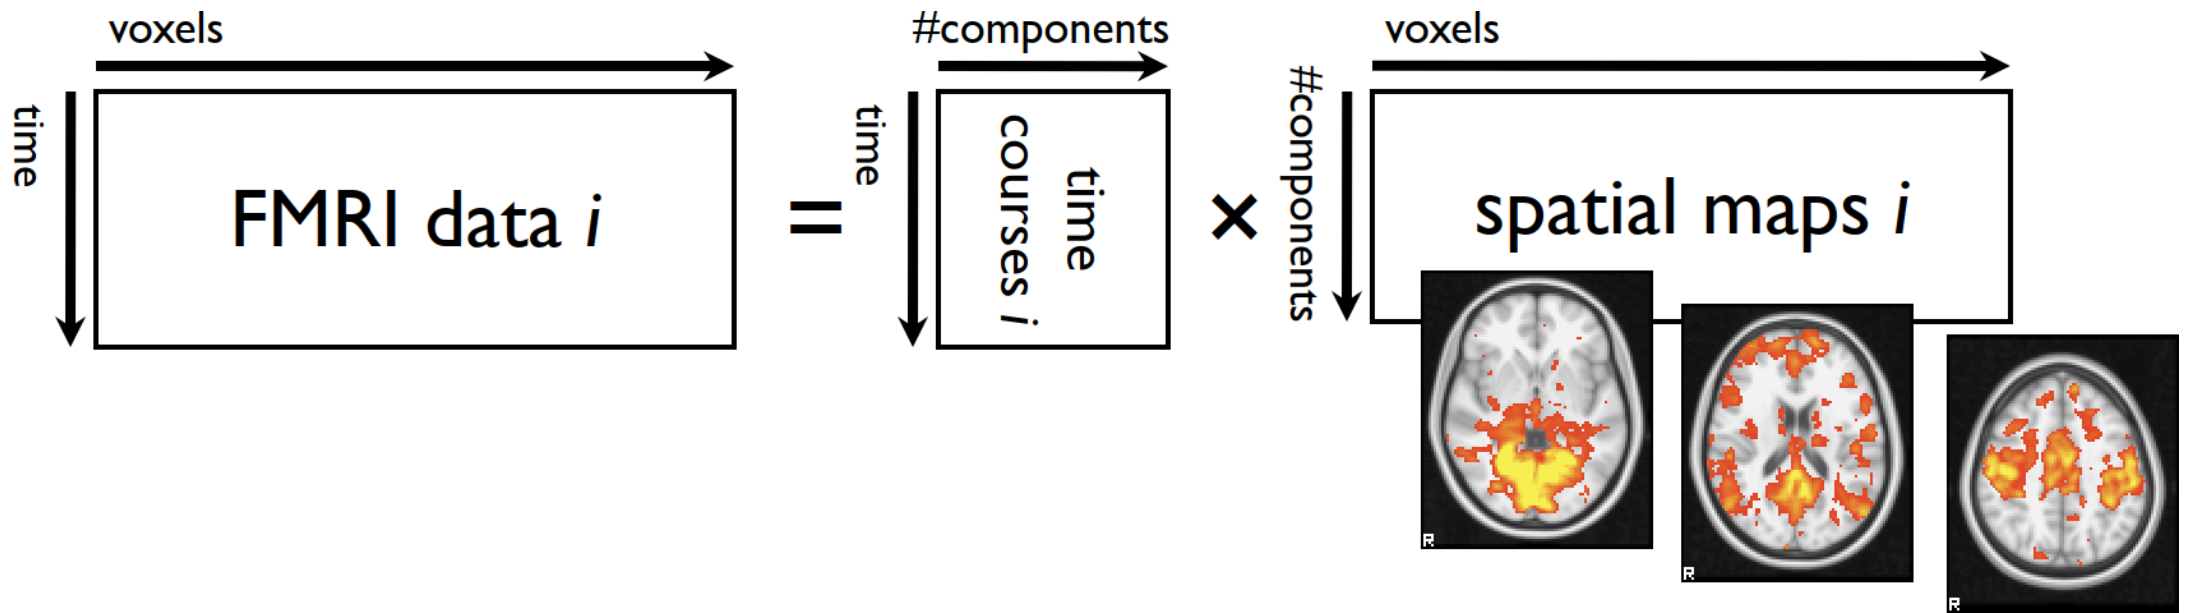 voxels
time
FMRI data i
=
#components
time
time
courses i
×
voxels
#components
spatial maps i
R
R
R